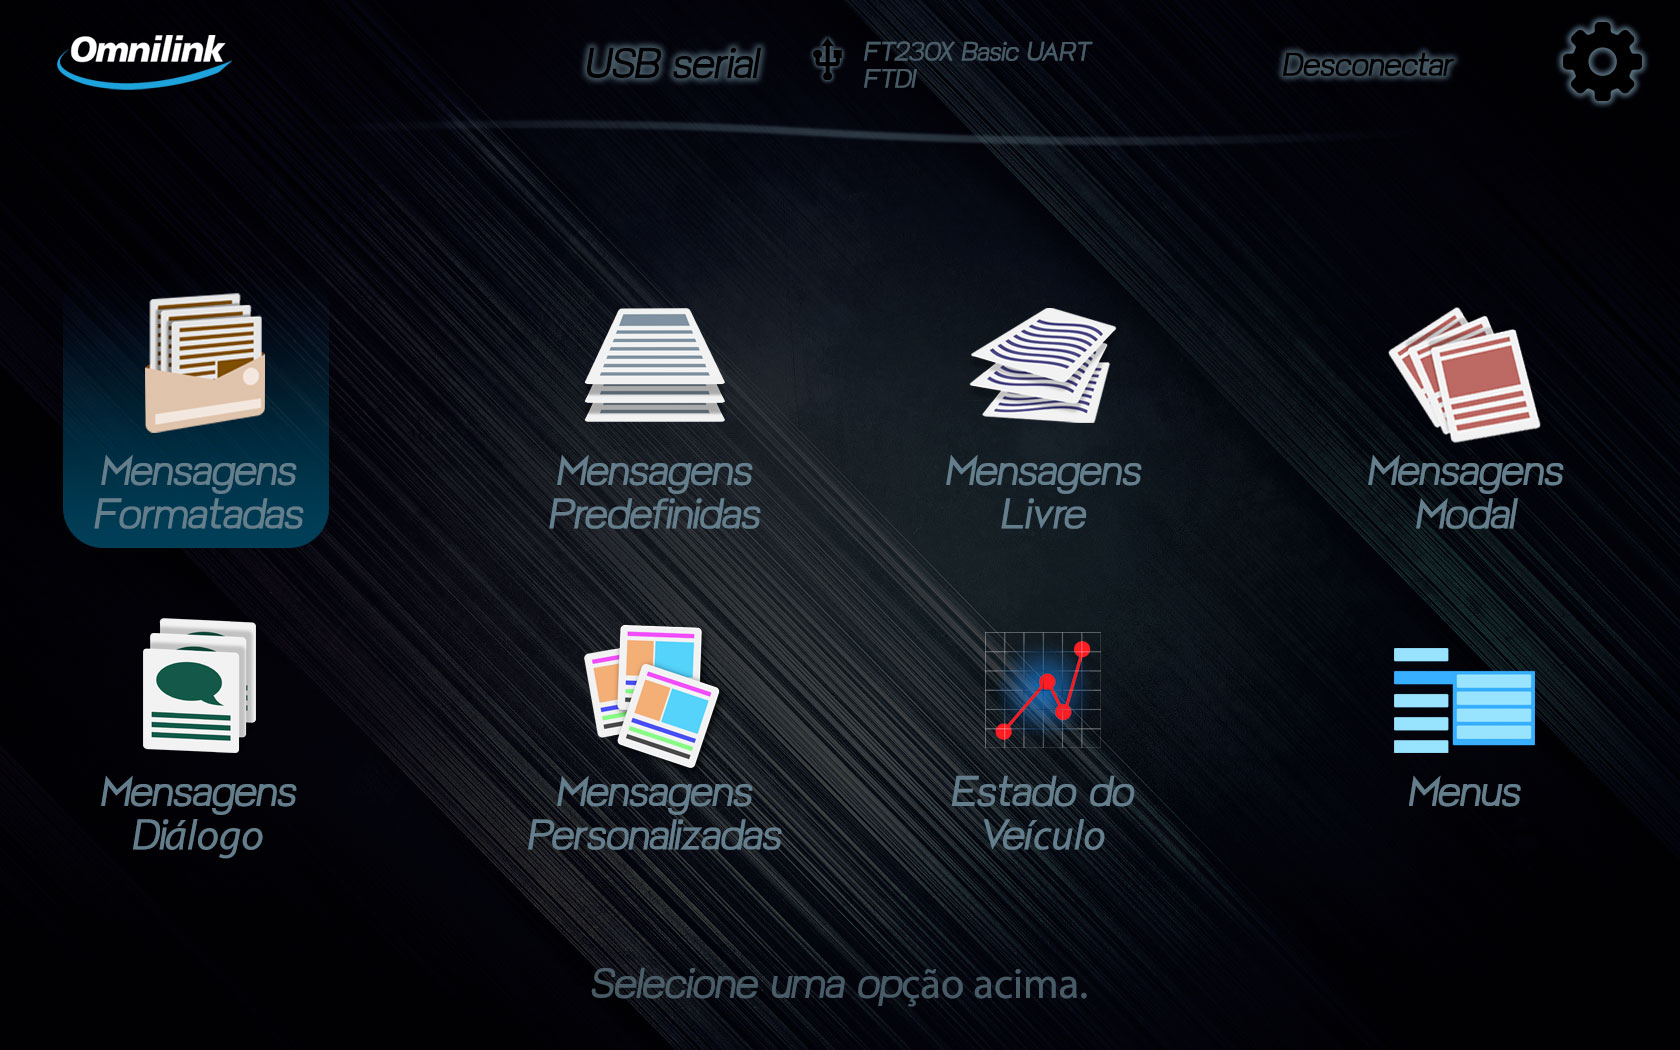 Omnilink
USB serial
FT230X Basic UART
FTDI
Desconectar
Mensagens
Formatadas
Mensagens
Predefinidas
Mensagens
Livre
Mensagens
Modal
Mensagens
Diálogo
Mensagens
Personalizadas
Estado do
Veículo
Menus
Selecione uma opção acima.